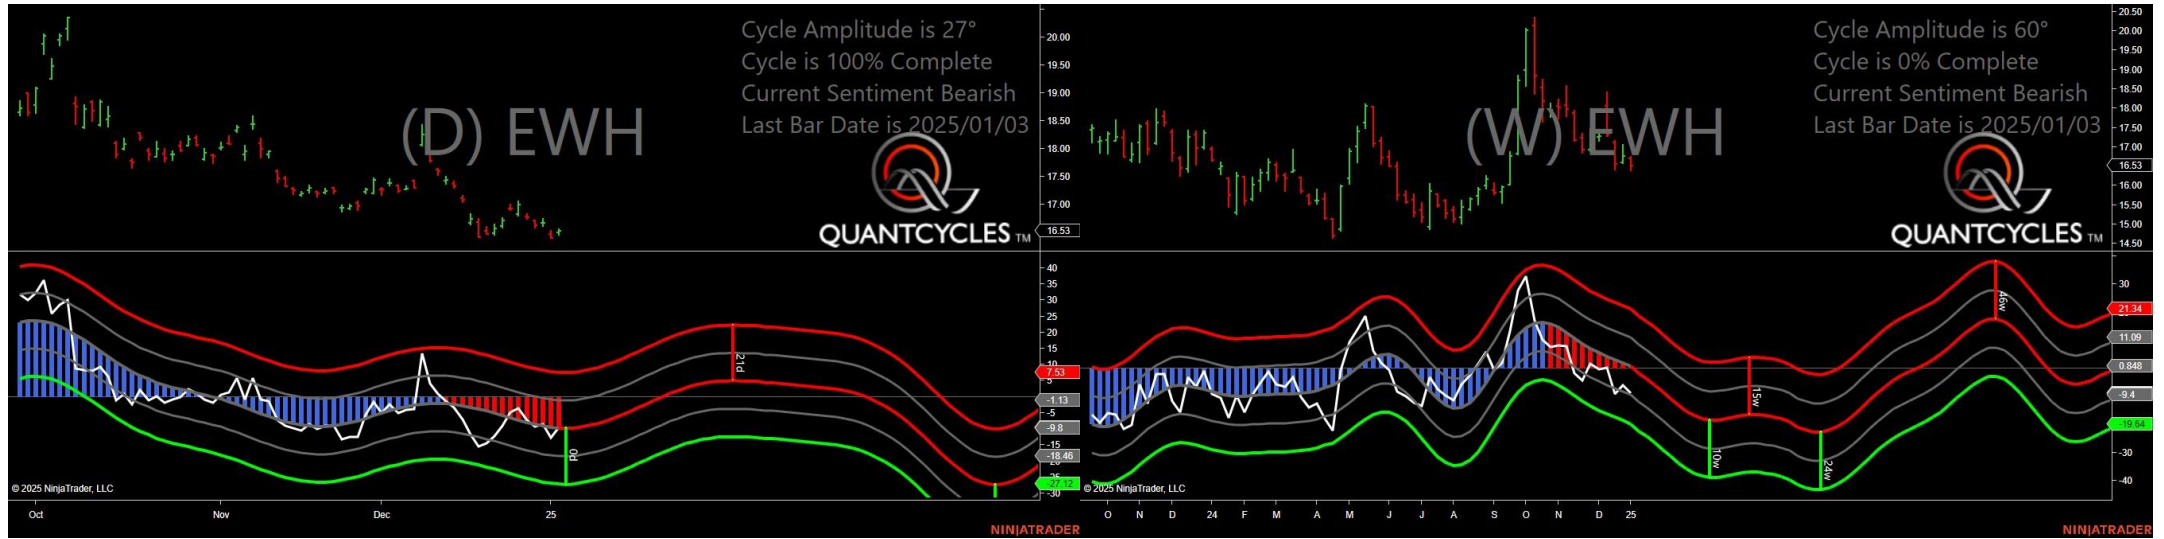 Cycle Amplitude is 27°
Cycle is 100% Complete
Current Sentiment Bearish
Last Bar Date is 2025/01/03
(D) EWH
QUANTCYCLES TM
20.00
19.50
19.00
18.50
18.00
17.50
17.00
16.53
40
35
30
25
20
15
10
7.53
5
-1.13
-5
-9.8
-15
-18.46
-27.12
-30
21d
0d
© 2025 NinjaTrader, LLC
Oct Nov Dec 25
NINJATRADER
Cycle Amplitude is 60°
Cycle is 0% Complete
Current Sentiment Bearish
Last Bar Date is 2025/01/03
(W) EWH
QUANTCYCLES TM
20.50
20.00
19.50
19.00
18.50
18.00
17.50
17.00
16.53
16.00
15.50
15.00
14.50
30
21.34
11.09
0.848
-9.4
-19.64
-30
-40
10w
15w
24w
46w
© 2025 NinjaTrader, LLC
O N D 24 F M A M J J A S O N D 25
NINJATRADER